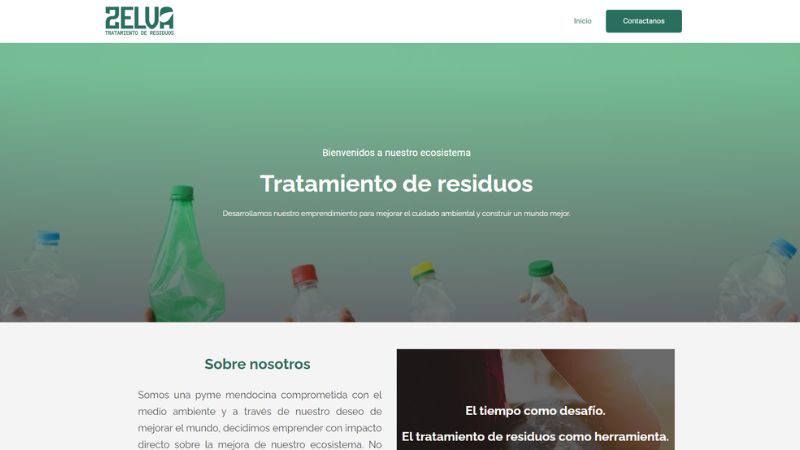 ZELVA
TRATAMIENTO DE RESIDUOS
Inicio
Contactanos
Bienvenidos a nuestro ecosistema
Tratamiento de residuos
Desarrollamos nuestro emprendimiento para mejorar el cuidado ambiental y construir un mundo mejor.
Sobre nosotros
Somos una pyme mendocina comprometida con el
medio ambiente y a través de nuestro deseo de
mejorar el mundo, decidimos emprender con impacto
directo sobre la mejora de nuestro ecosistema. No
El tiempo como desafío.
El tratamiento de residuos como herramienta.